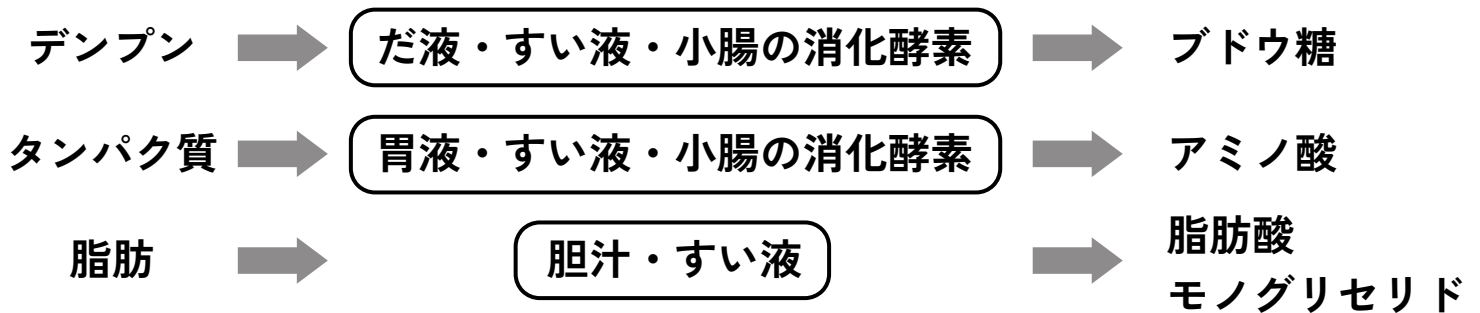 デンプン だ液・すい液・小腸の消化酵素 ブドウ糖
タンパク質 胃液・すい液・小腸の消化酵素 アミノ酸
脂肪 胆汁・すい液 脂肪酸
モノグリセリド